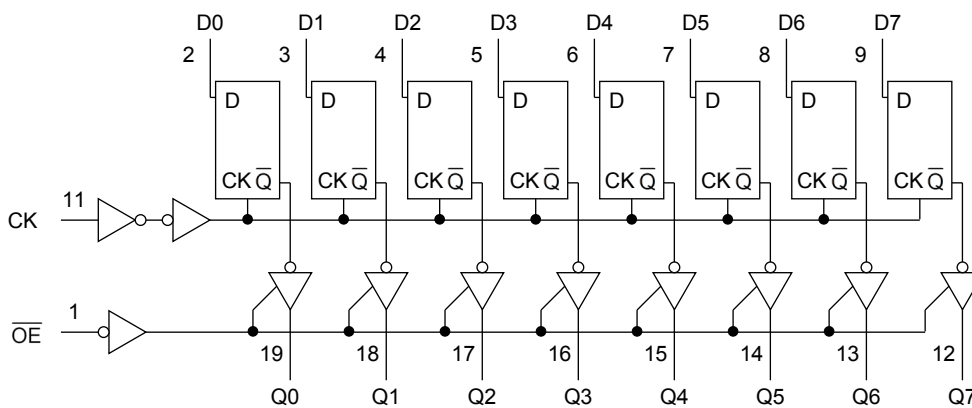 D0 D1 D2 D3 D4 D5 D6 D7
2 3 4 5 6 7 8 9
D D D D D D D D
CK Q̅ CK Q̅ CK Q̅ CK Q̅ CK Q̅ CK Q̅ CK Q̅ CK Q̅
11
CK
1
O̅E̅
19 18 17 16 15 14 13 12
Q0 Q1 Q2 Q3 Q4 Q5 Q6 Q7